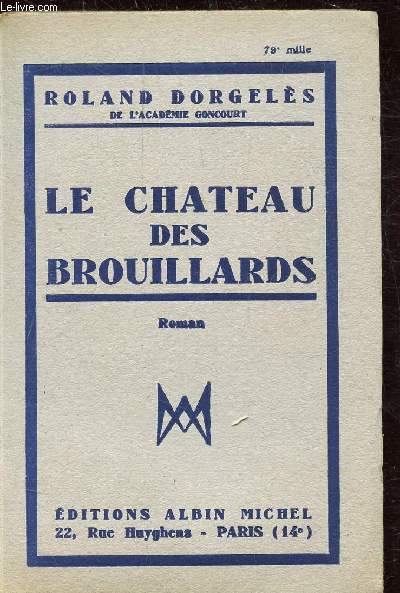 © Le-livre.com
79e mille
ROLAND DORGELÈS
DE L'ACADÉMIE GONCOURT
LE CHATEAU
DES
BROUILLARDS
Roman
ÉDITIONS ALBIN MICHEL
22, Rue Huyghens - PARIS (14e)